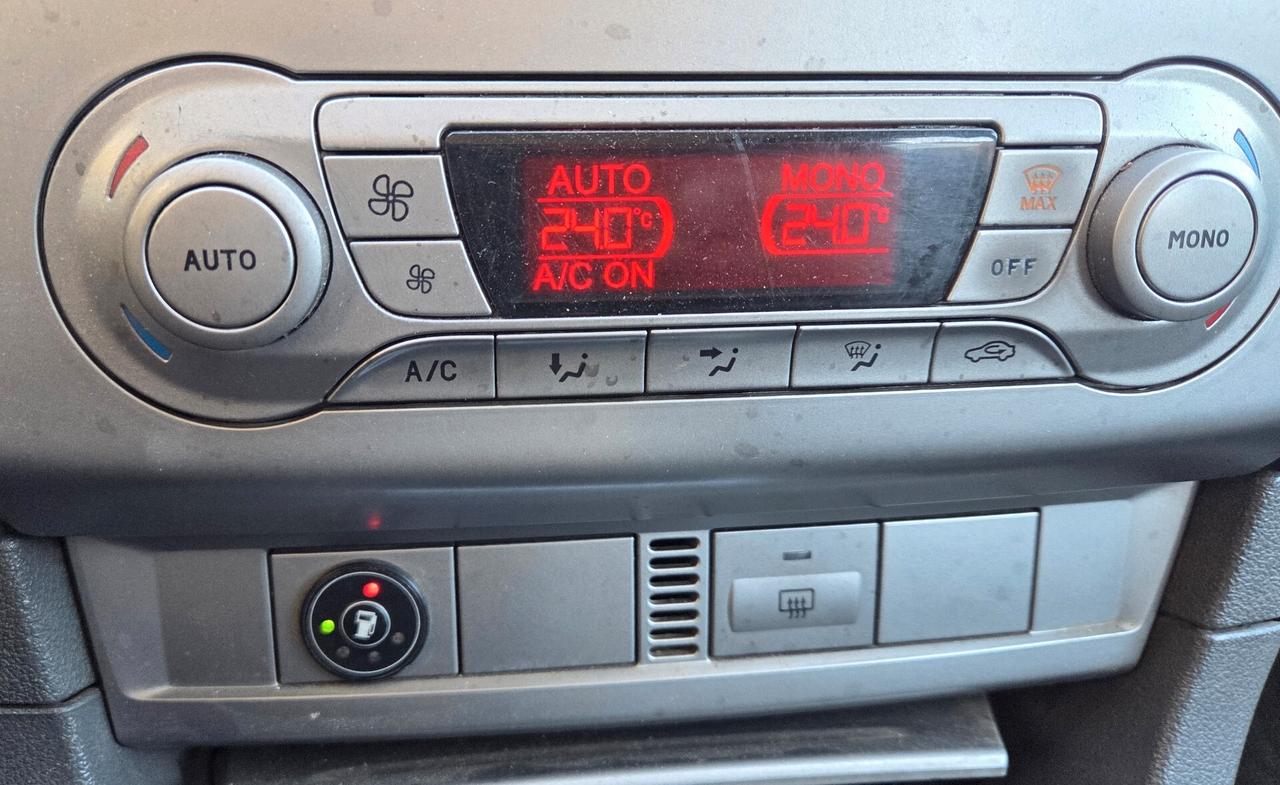 AUTO
AUTO
24.0°C
A/C ON
MONO
24.0°C
MAX
OFF
MONO
A/C